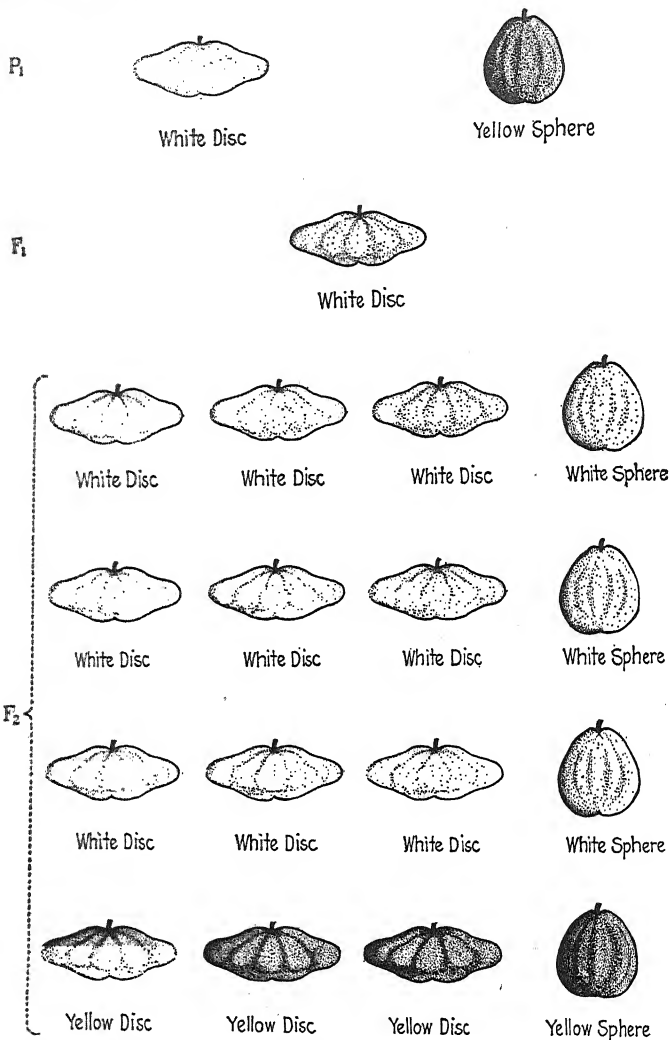 P₁
White Disc
Yellow Sphere
F₁
White Disc
White Disc White Disc White Disc White Sphere
White Disc White Disc White Disc White Sphere
F₂
White Disc White Disc White Disc White Sphere
Yellow Disc Yellow Disc Yellow Disc Yellow Sphere